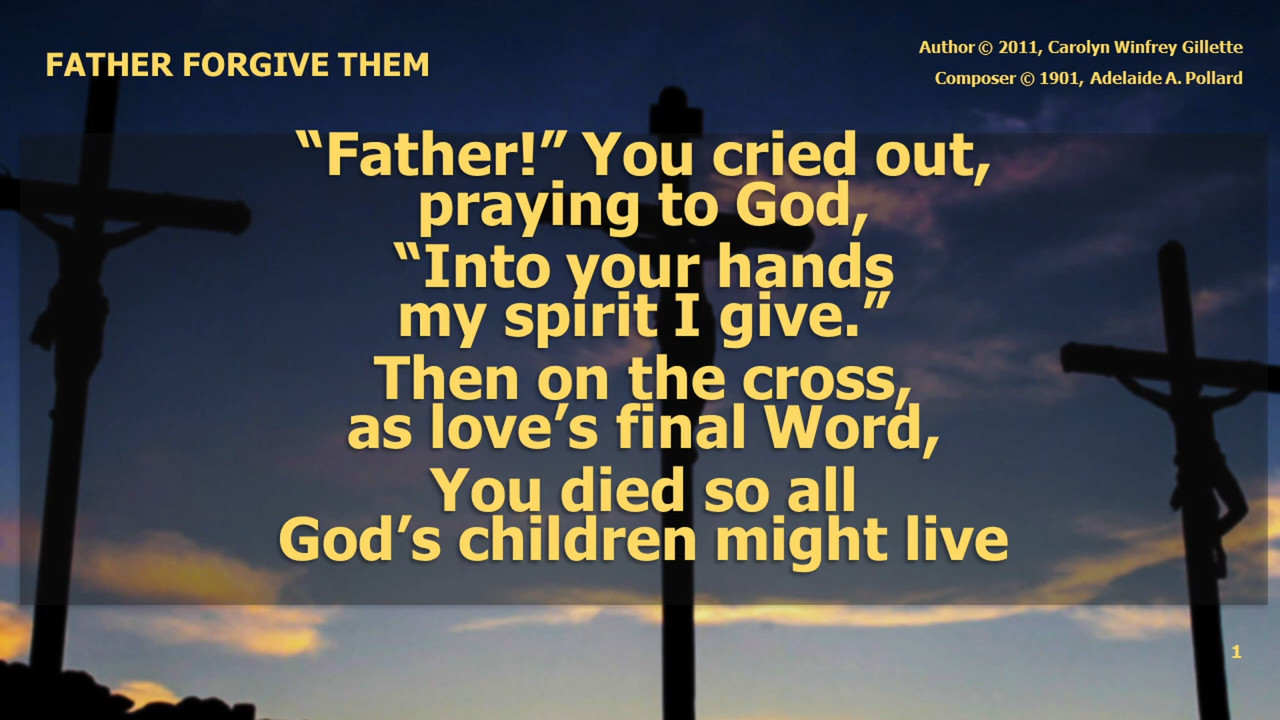 FATHER FORGIVE THEM
Author © 2011, Carolyn Winfrey Gillette
Composer © 1901, Adelaide A. Pollard
“Father!” You cried out,
praying to God,
“Into your hands
my spirit I give.”
Then on the cross,
as love’s final Word,
You died so all
God’s children might live
1